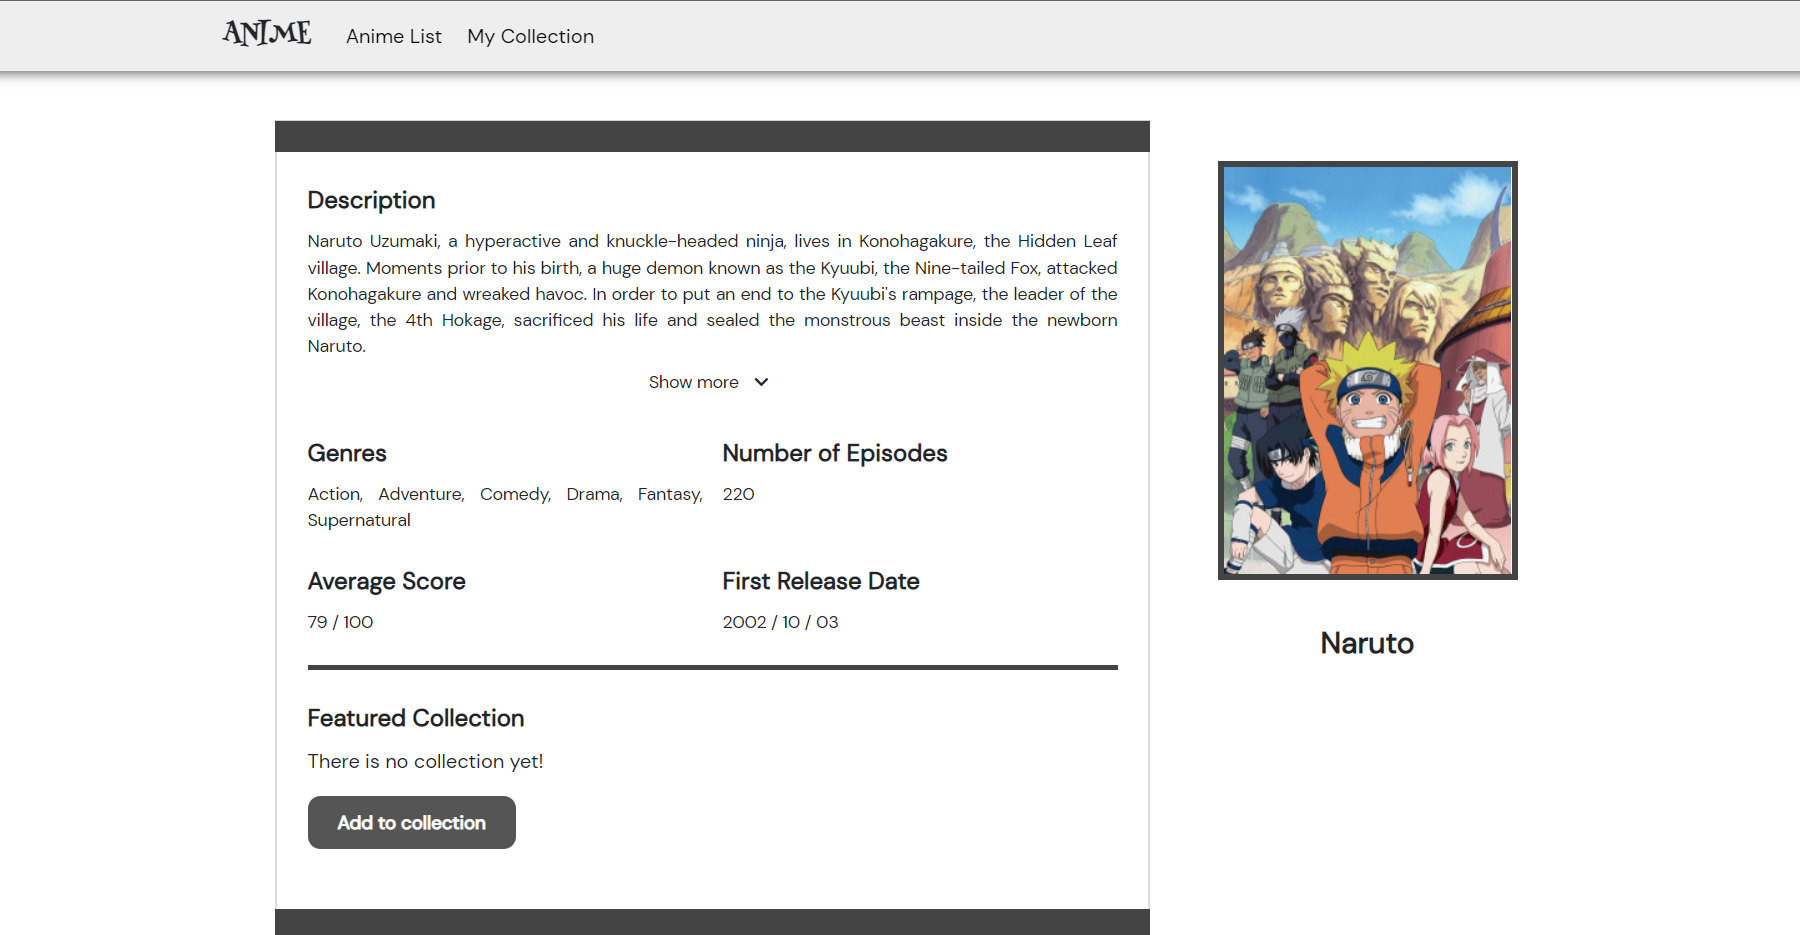 ANIME
Anime List
My Collection
Description
Naruto Uzumaki, a hyperactive and knuckle-headed ninja, lives in Konohagakure, the Hidden Leaf
village. Moments prior to his birth, a huge demon known as the Kyuubi, the Nine-tailed Fox, attacked
Konohagakure and wreaked havoc. In order to put an end to the Kyuubi's rampage, the leader of the
village, the 4th Hokage, sacrificed his life and sealed the monstrous beast inside the newborn
Naruto.
Show more
Genres
Action, Adventure, Comedy, Drama, Fantasy,
Supernatural
Number of Episodes
220
Average Score
79 / 100
First Release Date
2002 / 10 / 03
Featured Collection
There is no collection yet!
Add to collection
Naruto